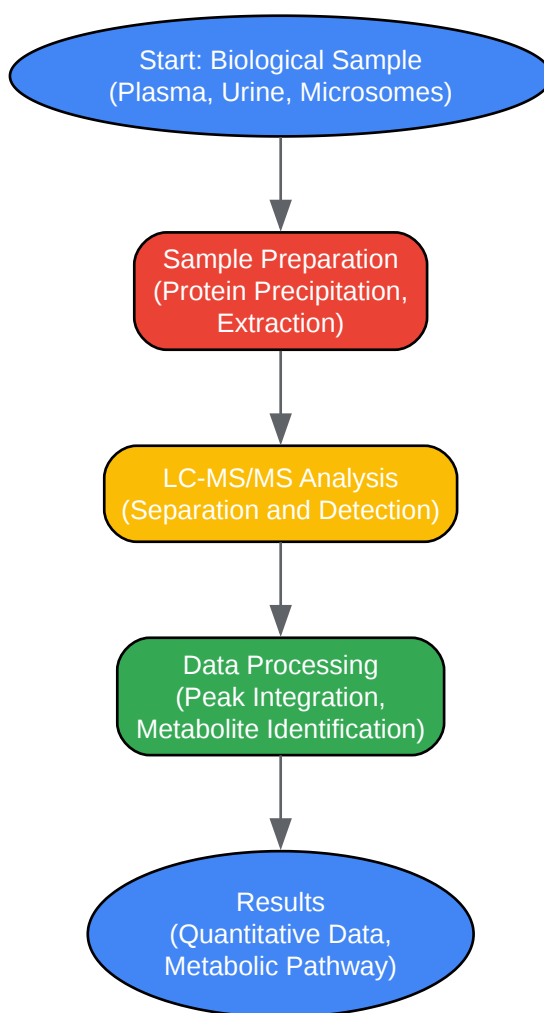 Start: Biological Sample
(Plasma, Urine, Microsomes)
Sample Preparation
(Protein Precipitation,
Extraction)
LC-MS/MS Analysis
(Separation and Detection)
Data Processing
(Peak Integration,
Metabolite Identification)
Results
(Quantitative Data,
Metabolic Pathway)